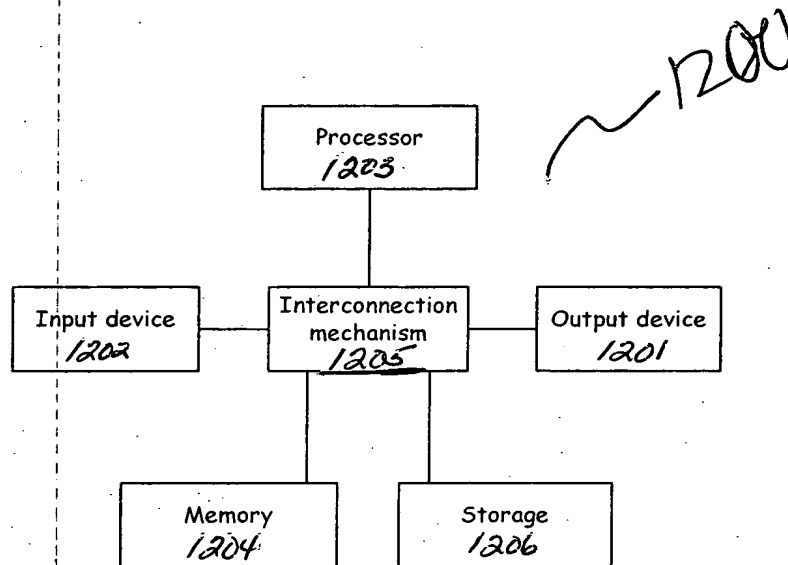 1200
Processor
1203
Input device
1202
Interconnection
mechanism
1205
Output device
1201
Memory
1204
Storage
1206